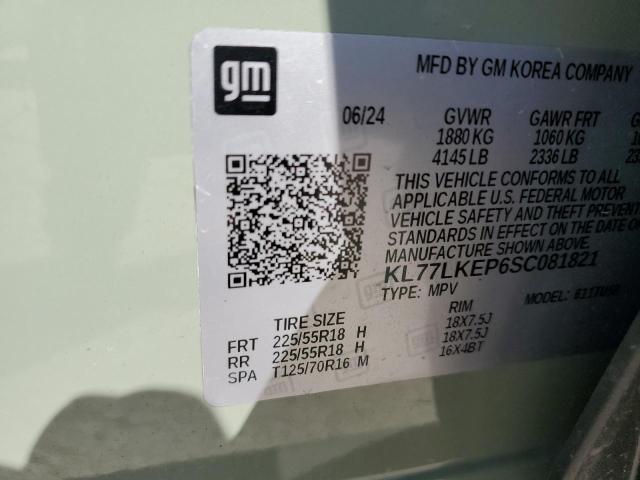 gm
MFD BY GM KOREA COMPANY
06/24 GVWR GAWR FRT
1880 KG 1060 KG
4145 LB 2336 LB
THIS VEHICLE CONFORMS TO ALL
APPLICABLE U.S. FEDERAL MOTOR
VEHICLE SAFETY AND THEFT PREVENT
STANDARDS IN EFFECT ON THE DATE O
MANUFACTURE SHOWN ABOVE.
KL77LKEP6SC081821
TYPE: MPV MODEL:
TIRE SIZE RIM
FRT 225/55R18 H 18X7.5J
RR 225/55R18 H 18X7.5J
SPA T125/70R16 M 16X4BT